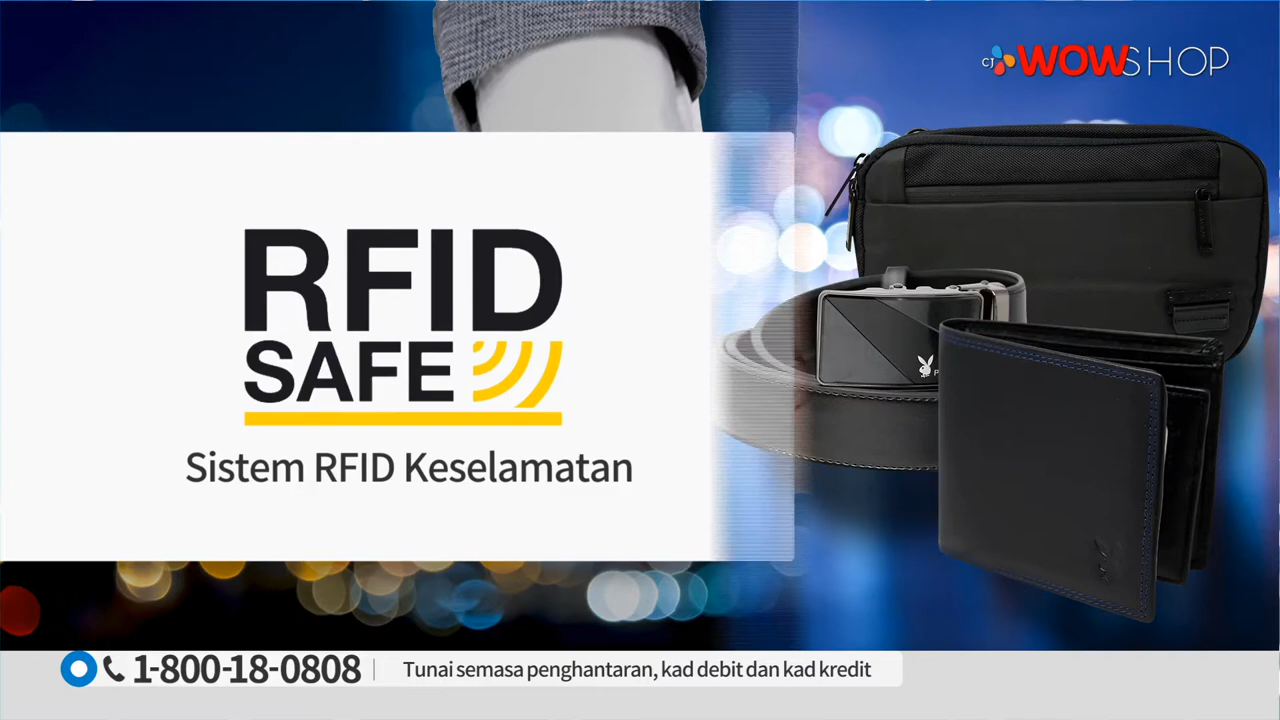 CJ WOWSHOP
RFID
SAFE
Sistem RFID Keselamatan
1-800-18-0808
Tunai semasa penghantaran, kad debit dan kad kredit